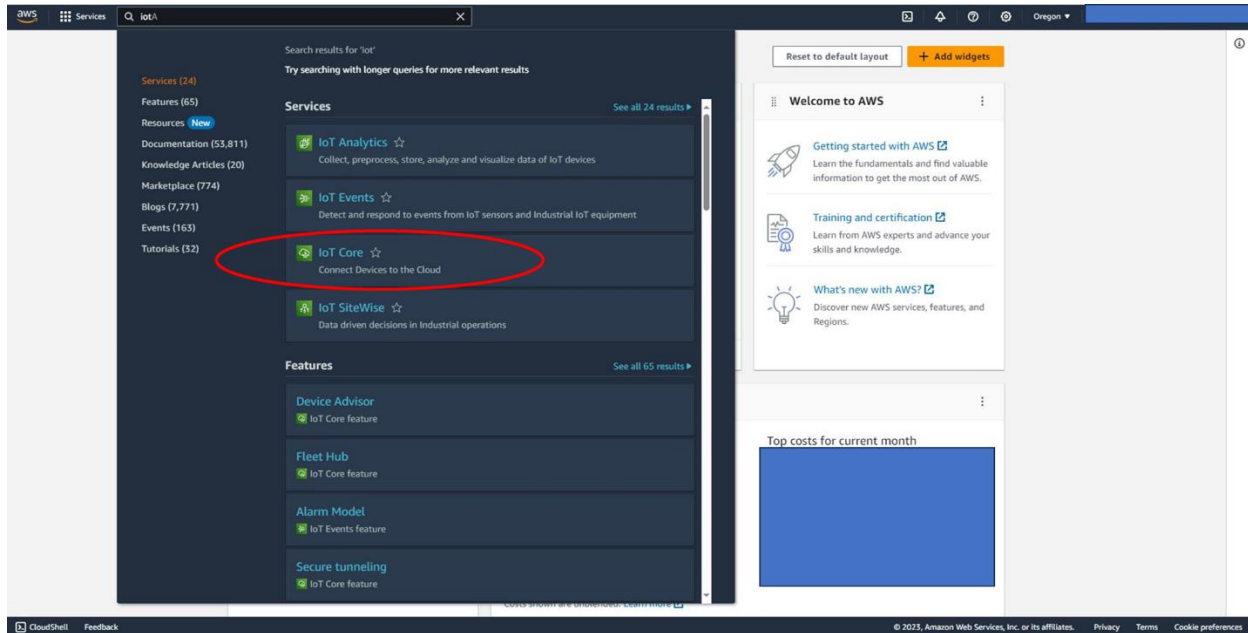 aws
Services
iotA
Oregon
Search results for 'iot'
Try searching with longer queries for more relevant results
Services (24)
Features (65)
Resources New
Documentation (53,811)
Knowledge Articles (20)
Marketplace (774)
Blogs (7,771)
Events (163)
Tutorials (32)
Services
See all 24 results
IoT Analytics
Collect, preprocess, store, analyze and visualize data of IoT devices
IoT Events
Detect and respond to events from IoT sensors and Industrial IoT equipment
IoT Core
Connect Devices to the Cloud
IoT SiteWise
Data driven decisions in Industrial operations
Features
See all 65 results
Device Advisor
IoT Core feature
Fleet Hub
IoT Core feature
Alarm Model
IoT Events feature
Secure tunneling
IoT Core feature
Reset to default layout
+ Add widgets
Welcome to AWS
Getting started with AWS
Learn the fundamentals and find valuable
information to get the most out of AWS.
Training and certification
Learn from AWS experts and advance your
skills and knowledge.
What's new with AWS?
Discover new AWS services, features, and
Regions.
Top costs for current month
Costs shown are unblended. Learn more
CloudShell
Feedback
© 2023, Amazon Web Services, Inc. or its affiliates.
Privacy
Terms
Cookie preferences